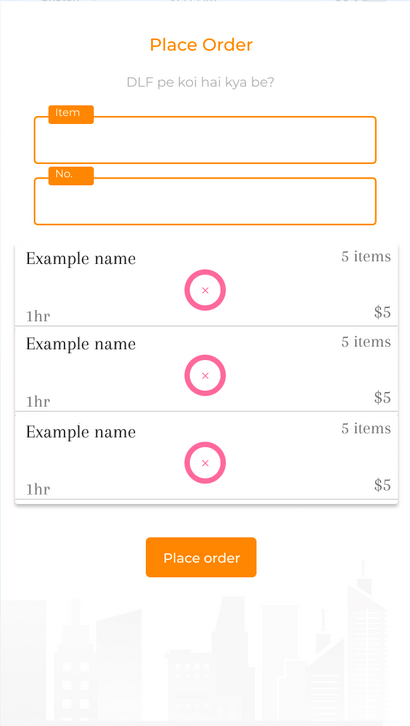 Place Order
DLF pe koi hai kya be?
Item
No.
Example name
5 items
×
1hr
$5
Example name
5 items
×
1hr
$5
Example name
5 items
×
1hr
$5
Place order